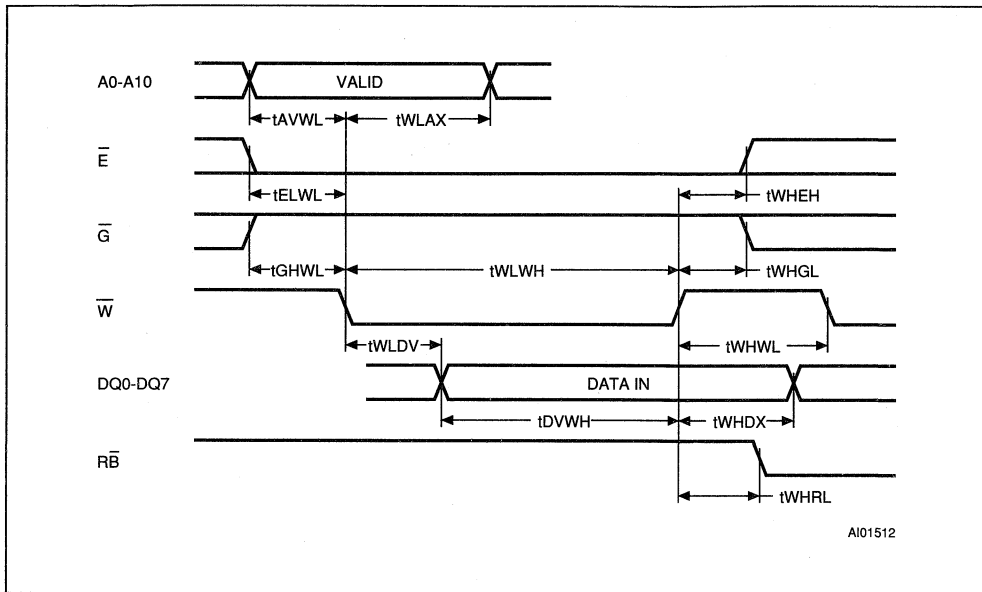 A0-A10
VALID
tAVWL
tWLAX
E̅
tELWL
tWHEH
G̅
tGHWL
tWLWH
tWHGL
W̅
tWLDV
tWHWL
DQ0-DQ7
DATA IN
tDVWH
tWHDX
RB̅
tWHRL
AI01512